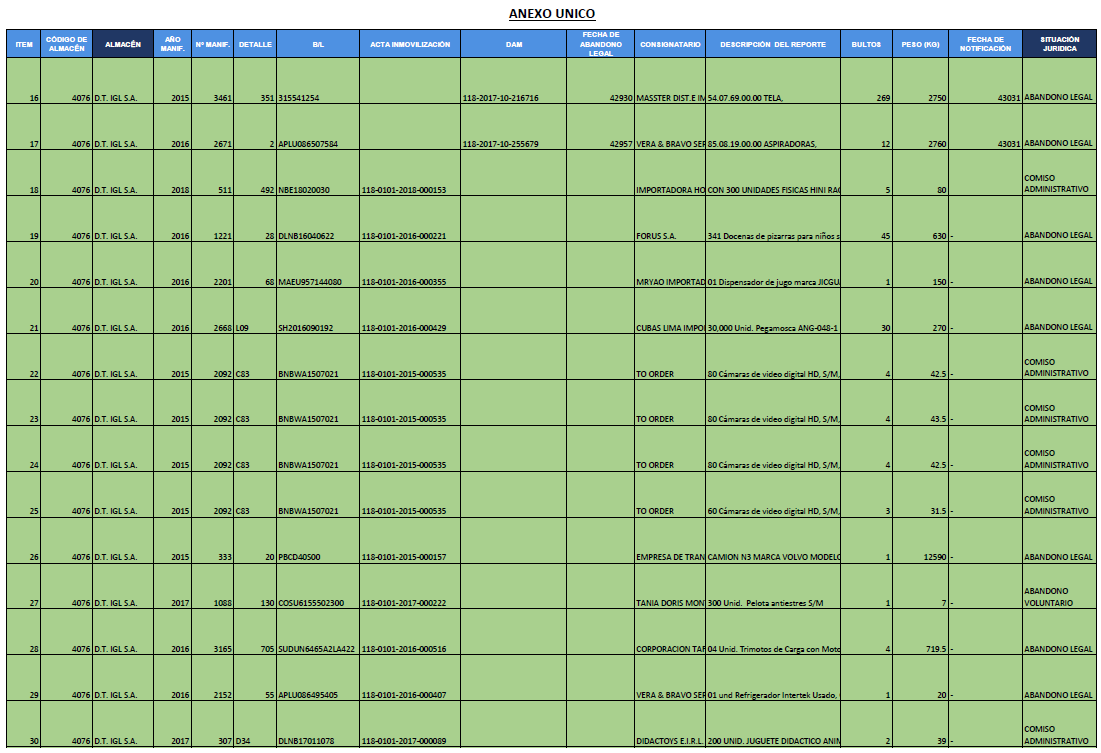 ANEXO UNICO
ITEM CÓDIGO DE ALMACÉN ALMACÉN AÑO MANIF. Nº MANIF. DETALLE B/L ACTA INMOVILIZACIÓN DAM FECHA DE ABANDONO LEGAL CONSIGNATARIO DESCRIPCIÓN DEL REPORTE BULTOS PESO (KG) FECHA DE NOTIFICACIÓN SITUACIÓN JURIDICA
16 4076 D.T. IGL S.A. 2015 3461 351 315541254 118-2017-10-216716 42930 MASSTER DIST.E IM 54.07.69.00.00 TELA, 269 2750 43031 ABANDONO LEGAL
17 4076 D.T. IGL S.A. 2016 2671 2 APLU086507584 118-2017-10-255679 42957 VERA & BRAVO SER 85.08.19.00.00 ASPIRADORAS, 12 2760 43031 ABANDONO LEGAL
18 4076 D.T. IGL S.A. 2018 511 492 NBE18020030 118-0101-2018-000153 IMPORTADORA HO CON 300 UNIDADES FISICAS HINI RAC 5 80 COMISO ADMINISTRATIVO
19 4076 D.T. IGL S.A. 2016 1221 28 DLNB16040622 118-0101-2016-000221 FORUS S.A. 341 Docenas de pizarras para niños s 45 630 - ABANDONO LEGAL
20 4076 D.T. IGL S.A. 2016 2201 68 MAEU957144080 118-0101-2016-000355 MRYAO IMPORTAD 01 Dispensador de jugo marca JICGU 1 150 - ABANDONO LEGAL
21 4076 D.T. IGL S.A. 2016 2668 L09 SH2016090192 118-0101-2016-000429 CUBAS LIMA IMPO 30,000 Unid. Pegamosca ANG-048-1 30 270 - ABANDONO LEGAL
22 4076 D.T. IGL S.A. 2015 2092 C83 BNBWA1507021 118-0101-2015-000535 TO ORDER 80 Cámaras de video digital HD, S/M, 4 42.5 - COMISO ADMINISTRATIVO
23 4076 D.T. IGL S.A. 2015 2092 C83 BNBWA1507021 118-0101-2015-000535 TO ORDER 80 Cámaras de video digital HD, S/M, 4 43.5 - COMISO ADMINISTRATIVO
24 4076 D.T. IGL S.A. 2015 2092 C83 BNBWA1507021 118-0101-2015-000535 TO ORDER 80 Cámaras de video digital HD, S/M, 4 42.5 - COMISO ADMINISTRATIVO
25 4076 D.T. IGL S.A. 2015 2092 C83 BNBWA1507021 118-0101-2015-000535 TO ORDER 60 Cámaras de video digital HD, S/M, 3 31.5 - COMISO ADMINISTRATIVO
26 4076 D.T. IGL S.A. 2015 333 20 PBCD40S00 118-0101-2015-000157 EMPRESA DE TRAN CAMION N3 MARCA VOLVO MODELO 1 12590 - ABANDONO LEGAL
27 4076 D.T. IGL S.A. 2017 1088 130 COSU6155502300 118-0101-2017-000222 TANIA DORIS MON 300 Unid. Pelota antiestres S/M 1 7 - ABANDONO VOLUNTARIO
28 4076 D.T. IGL S.A. 2016 3165 705 SUDUN6465A2LA422 118-0101-2016-000516 CORPORACION TAF 04 Unid. Trimotos de Carga con Moto 4 719.5 - ABANDONO LEGAL
29 4076 D.T. IGL S.A. 2016 2152 55 APLU086495405 118-0101-2016-000407 VERA & BRAVO SER 01 und Refrigerador Intertek Usado, 1 20 - ABANDONO LEGAL
30 4076 D.T. IGL S.A. 2017 307 D34 DLNB17011078 118-0101-2017-000089 DIDACTOYS E.I.R.L. 200 UNID. JUGUETE DIDACTICO ANIM 2 39 - COMISO ADMINISTRATIVO